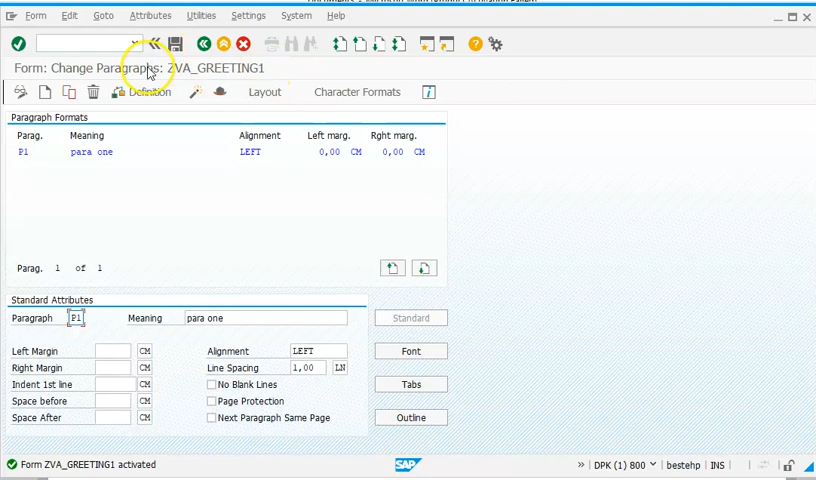 Form Edit Goto Attributes Utilities Settings System Help
Form: Change Paragraphs: ZVA_GREETING1
Definition Layout Character Formats
Paragraph Formats
Parag. Meaning Alignment Left marg. Rght marg.
P1 para one LEFT 0,00 CM 0,00 CM
Parag. 1 of 1
Standard Attributes
Paragraph P1 Meaning para one Standard
Left Margin CM Alignment LEFT Font
Right Margin CM Line Spacing 1,00 LN
Indent 1st line CM No Blank Lines Tabs
Space before CM Page Protection
Space After CM Next Paragraph Same Page Outline
Form ZVA_GREETING1 activated SAP DPK (1) 800 bestehp INS